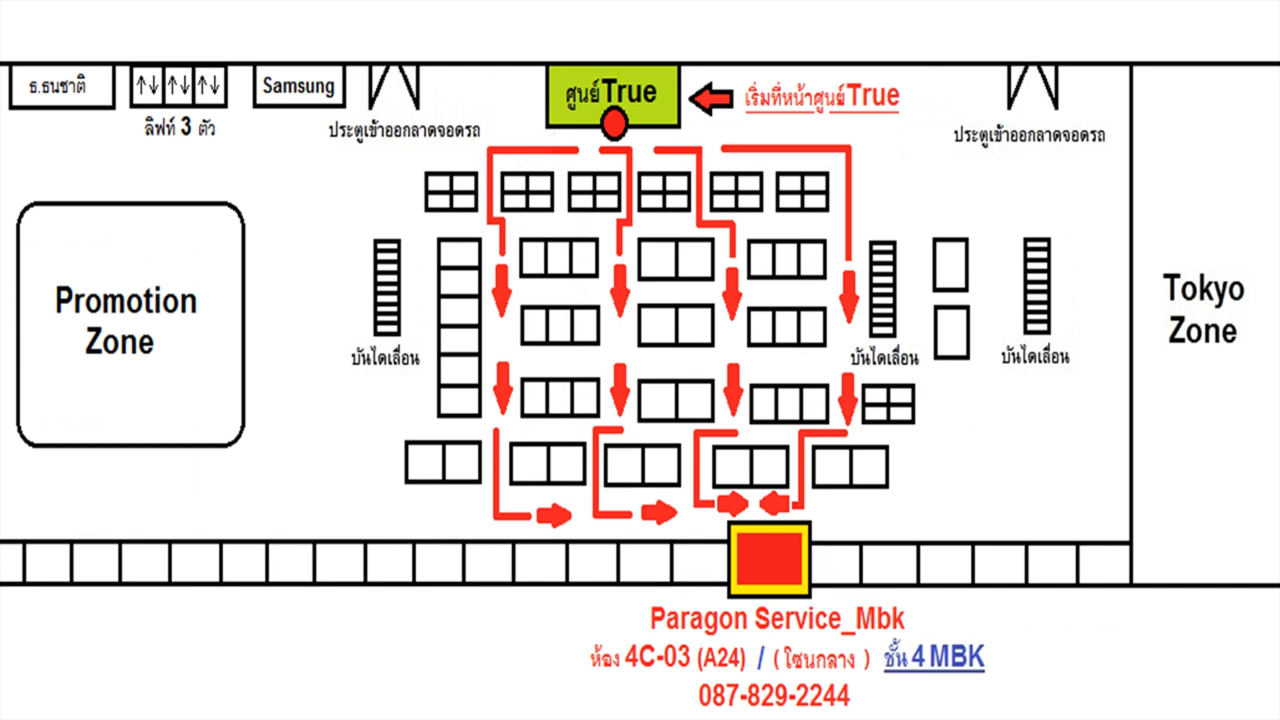 ธ.ธนชาติ
Samsung
ศูนย์True
เริ่มที่หน้าศูนย์True
ลิฟท์ 3 ตัว
ประตูเข้าออกลาดจอดรถ
ประตูเข้าออกลาดจอดรถ
Promotion
Zone
Tokyo
Zone
บันไดเลื่อน
บันไดเลื่อน
บันไดเลื่อน
Paragon Service_Mbk
ห้อง 4C-03 (A24) / ( โซนกลาง ) ชั้น 4 MBK
087-829-2244